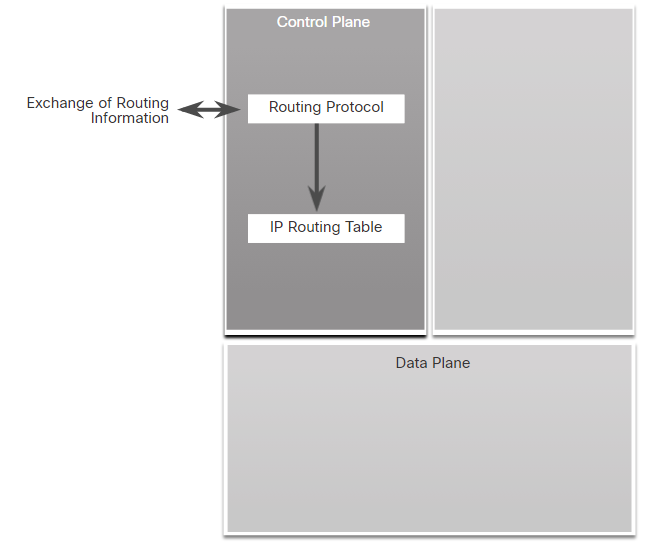 Control Plane
Exchange of Routing
Information
Routing Protocol
IP Routing Table
Data Plane